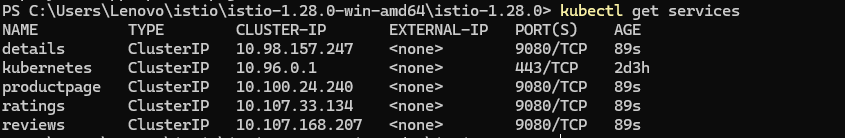 PS C:\Users\Lenovo\istio\istio-1.28.0-win-amd64\istio-1.28.0> kubectl get services
NAME TYPE CLUSTER-IP EXTERNAL-IP PORT(S) AGE
details ClusterIP 10.98.157.247 <none> 9080/TCP 89s
kubernetes ClusterIP 10.96.0.1 <none> 443/TCP 2d3h
productpage ClusterIP 10.100.24.240 <none> 9080/TCP 89s
ratings ClusterIP 10.107.33.134 <none> 9080/TCP 89s
reviews ClusterIP 10.107.168.207 <none> 9080/TCP 89s